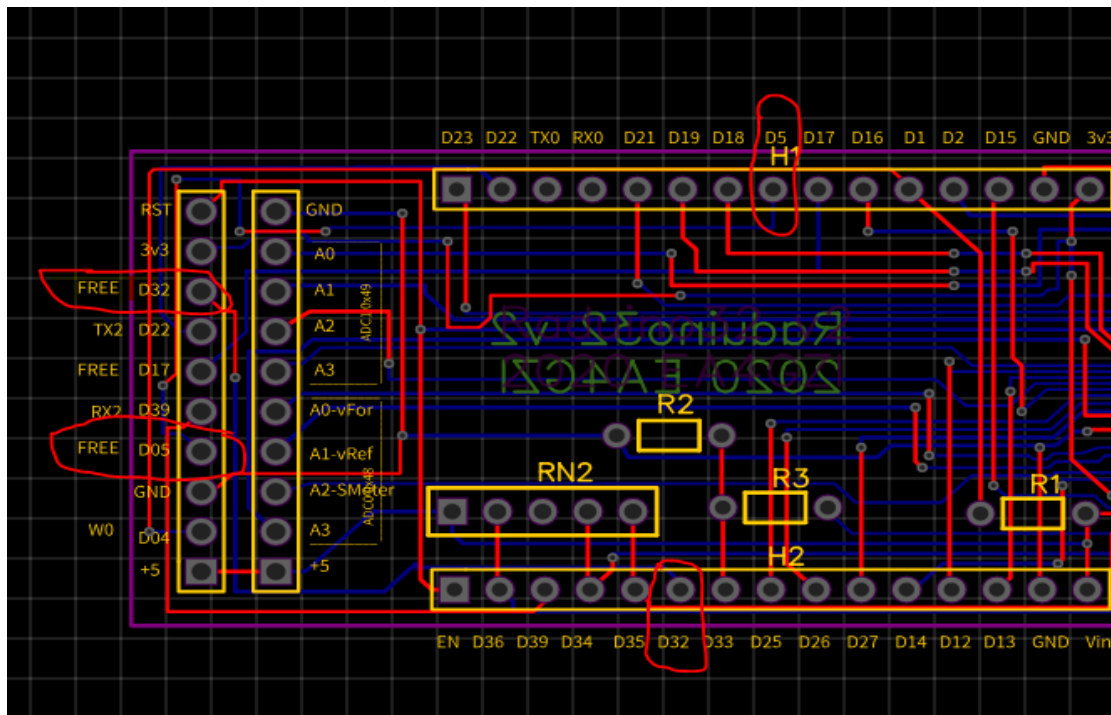 D23 D22 TX0 RX0 D21 D19 D18 D5 D17 D16 D1 D2 D15 GND 3v3
H1
RST GND
3v3 A0
FREE D32 A1
TX2 D22 A2
FREE D17 A3
RX2 D39 A0-vFor
FREE D05 A1-vRef
GND A2-SMeter
W0 D04 A3
+5 +5
ADC100x49
ADC000x48
Raduino32 v2
2020 EA4GZI
R2
RN2
R3
R1
H2
EN D36 D39 D34 D35 D32 D33 D25 D26 D27 D14 D12 D13 GND Vin